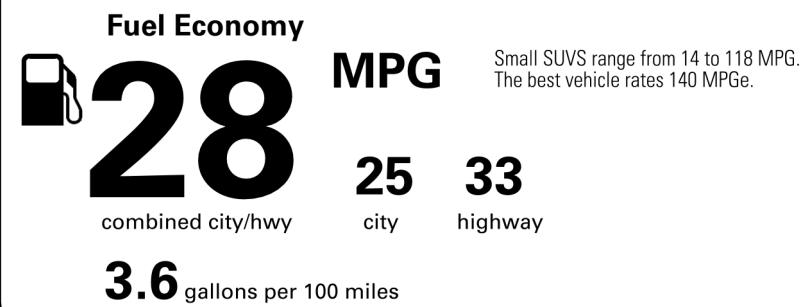 Fuel Economy
28
MPG
Small SUVS range from 14 to 118 MPG.
The best vehicle rates 140 MPGe.
25 33
combined city/hwy city highway
3.6 gallons per 100 miles